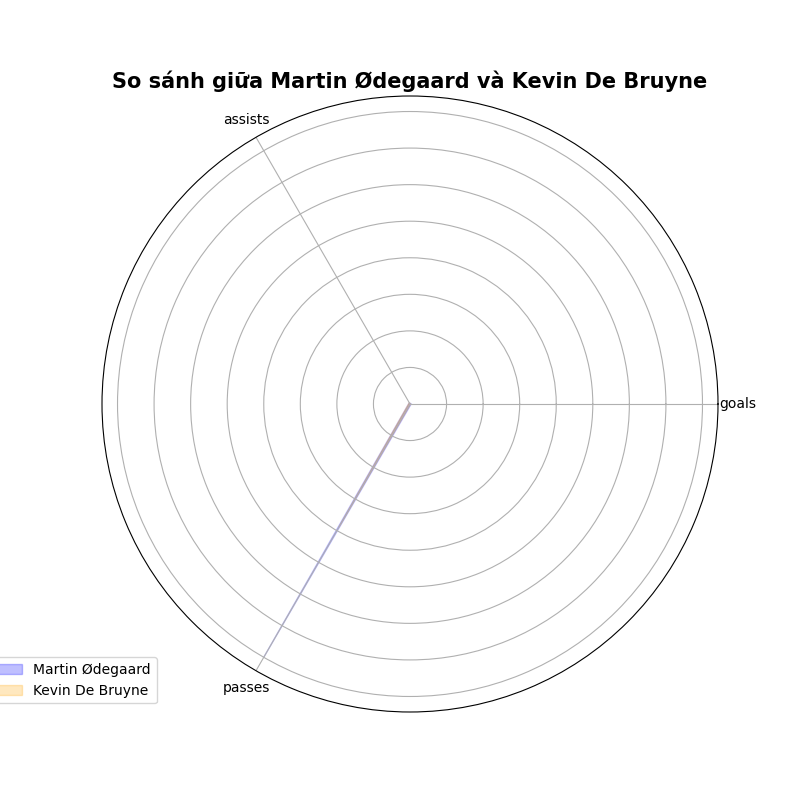 So sánh giữa Martin Ødegaard và Kevin De Bruyne
assists
goals
passes
Martin Ødegaard
Kevin De Bruyne